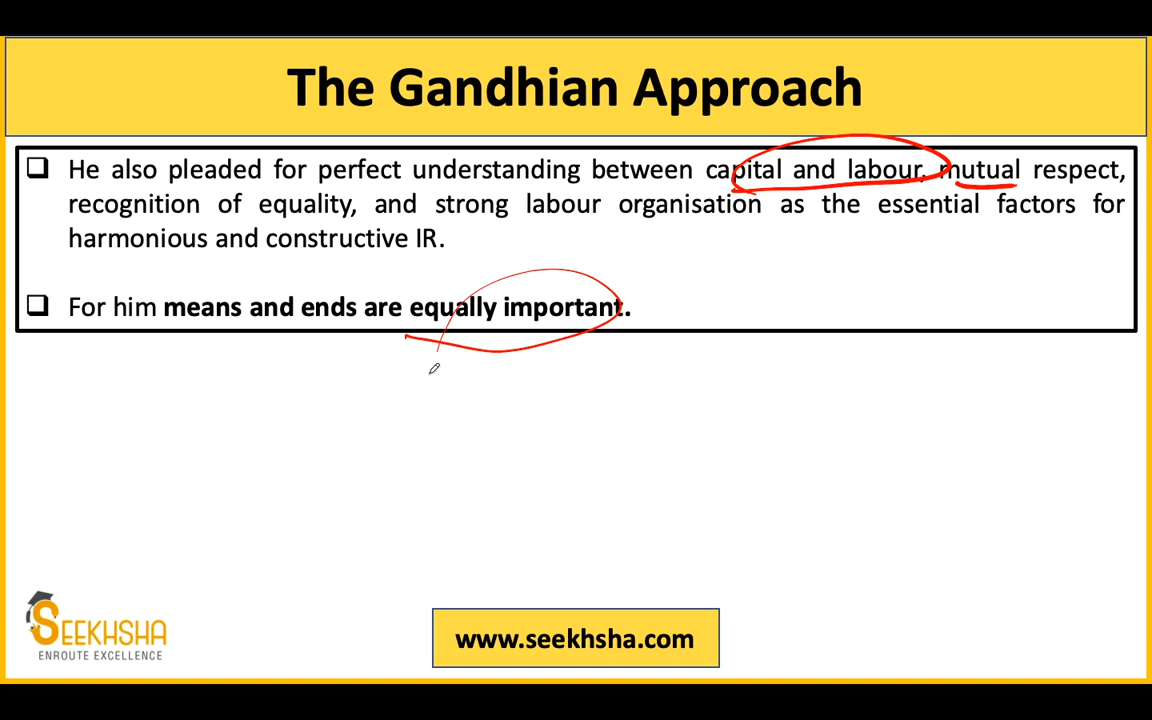 The Gandhian Approach
He also pleaded for perfect understanding between capital and labour, mutual respect,
recognition of equality, and strong labour organisation as the essential factors for
harmonious and constructive IR.
For him means and ends are equally important.
SEEKHSHA
ENROUTE EXCELLENCE
www.seekhsha.com